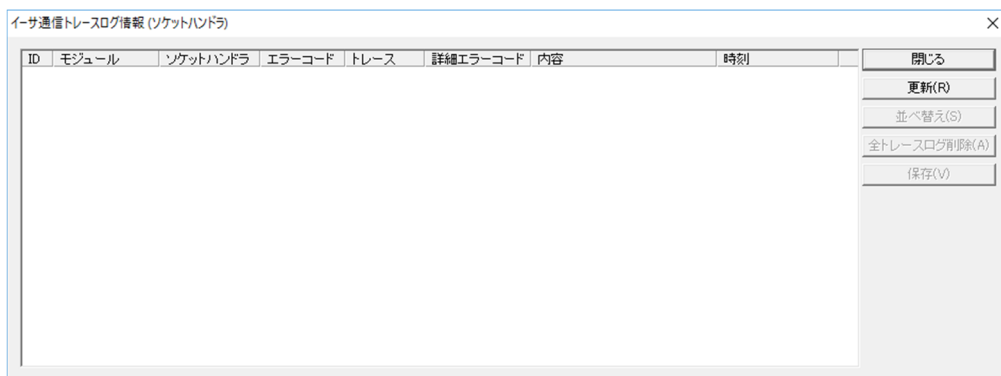 イーサ通信トレースログ情報 (ソケットハンドラ)
ID モジュール ソケットハンドラ エラーコード トレース 詳細エラーコード 内容 時刻
閉じる
更新(R)
並べ替え(S)
全トレースログ削除(A)
保存(V)